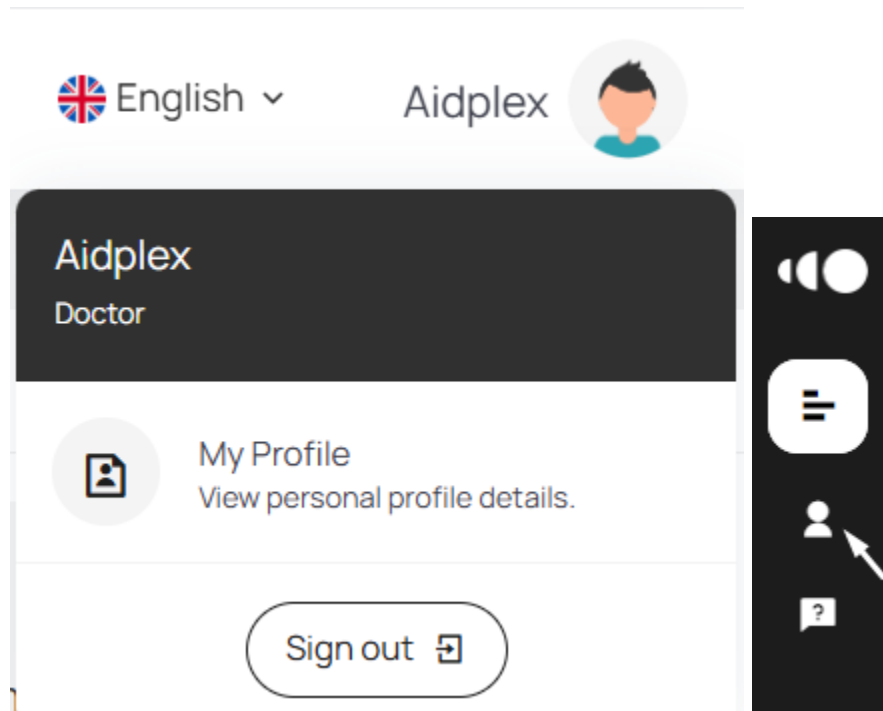 English
Aidplex
Aidplex
Doctor
My Profile
View personal profile details.
Sign out
?